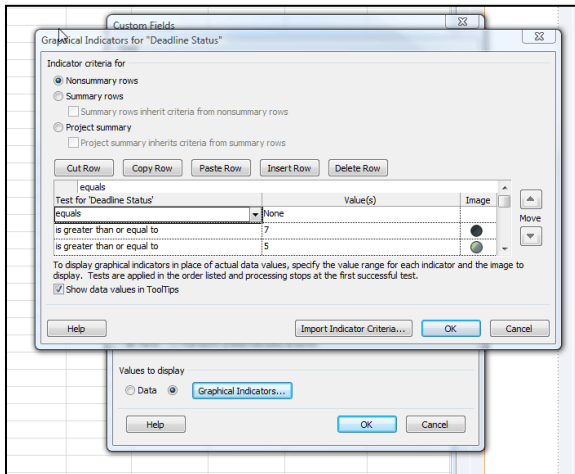 Custom Fields
Graphical Indicators for "Deadline Status"
Indicator criteria for
Nonsummary rows
Summary rows
Summary rows inherit criteria from nonsummary rows
Project summary
Project summary inherits criteria from summary rows
Cut Row Copy Row Paste Row Insert Row Delete Row
equals
Test for 'Deadline Status' Value(s) Image
equals None
Move
is greater than or equal to 7
is greater than or equal to 5
To display graphical indicators in place of actual data values, specify the value range for each indicator and the image to
display. Tests are applied in the order listed and processing stops at the first successful test.
Show data values in ToolTips
Help Import Indicator Criteria... OK Cancel
Values to display
Data Graphical Indicators...
Help OK Cancel